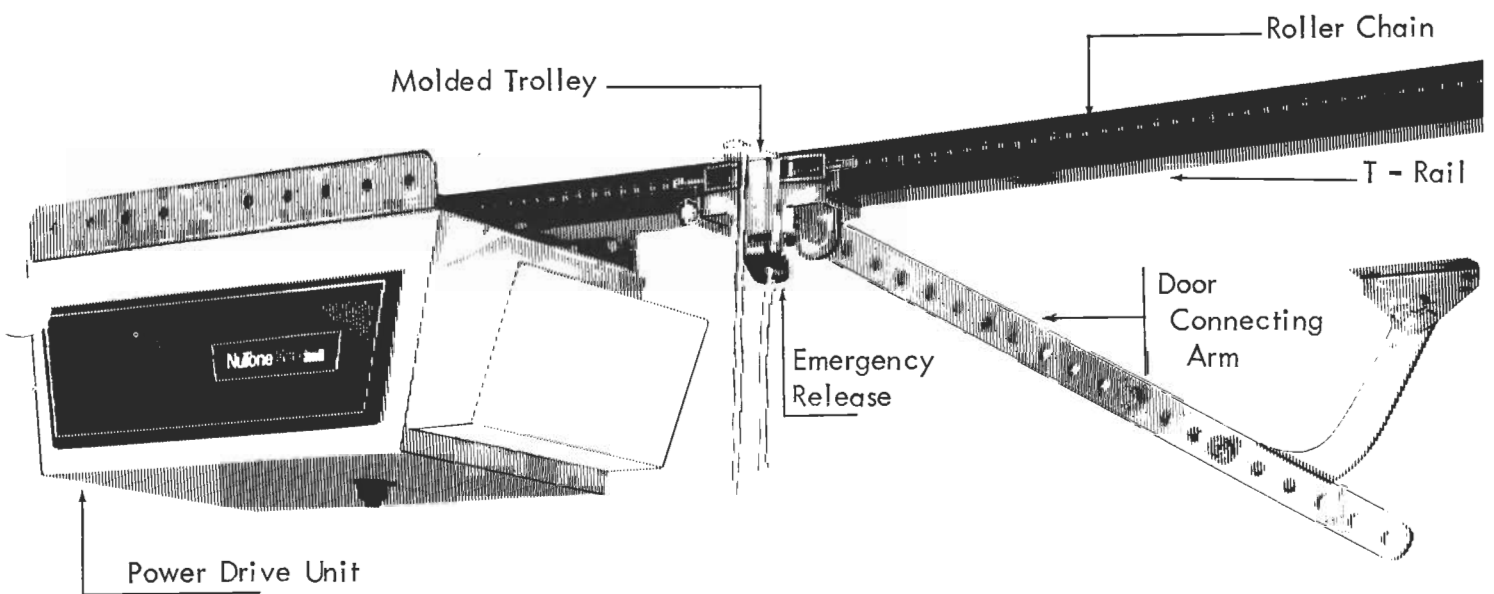 Roller Chain
Molded Trolley
T - Rail
Door
Connecting
Arm
NuTone
Emergency
Release
Power Drive Unit